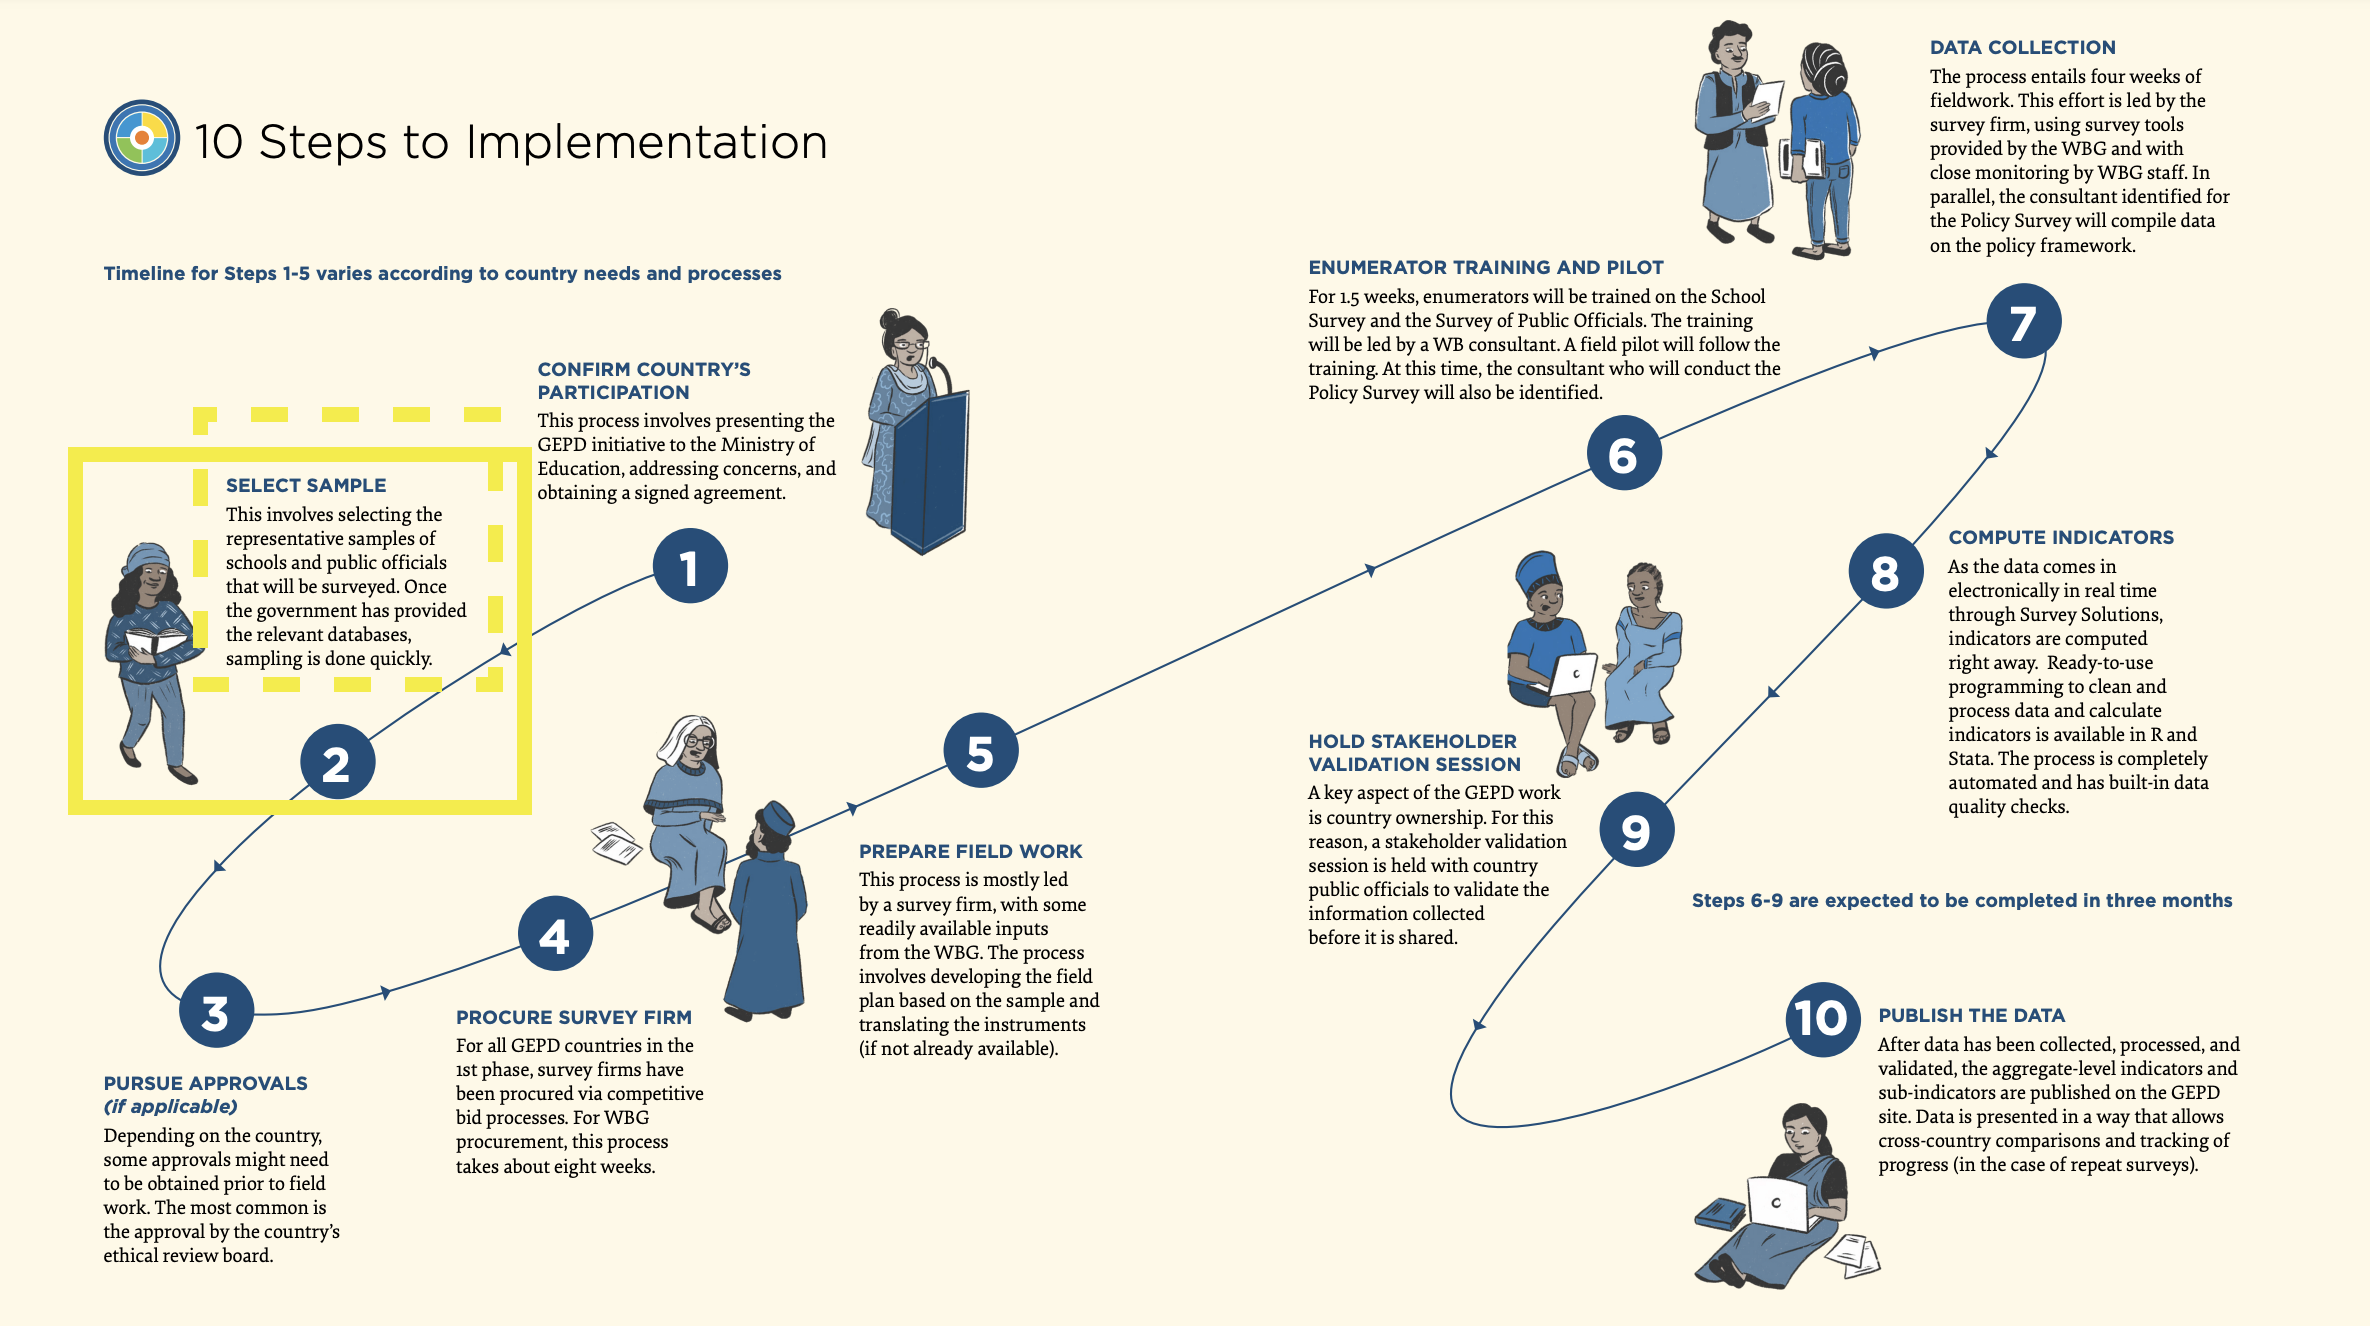 10 Steps to Implementation
Timeline for Steps 1-5 varies according to country needs and processes
CONFIRM COUNTRY'S
PARTICIPATION
This process involves presenting the
GEPD initiative to the Ministry of
Education, addressing concerns, and
obtaining a signed agreement.
1
SELECT SAMPLE
This involves selecting the
representative samples of
schools and public officials
that will be surveyed. Once
the government has provided
the relevant databases,
sampling is done quickly.
2
3
PURSUE APPROVALS
(if applicable)
Depending on the country,
some approvals might need
to be obtained prior to field
work. The most common is
the approval by the country's
ethical review board.
4
PROCURE SURVEY FIRM
For all GEPD countries in the
1st phase, survey firms have
been procured via competitive
bid processes. For WBG
procurement, this process
takes about eight weeks.
5
PREPARE FIELD WORK
This process is mostly led
by a survey firm, with some
readily available inputs
from the WBG. The process
involves developing the field
plan based on the sample and
translating the instruments
(if not already available).
ENUMERATOR TRAINING AND PILOT
For 1.5 weeks, enumerators will be trained on the School
Survey and the Survey of Public Officials. The training
will be led by a WB consultant. A field pilot will follow the
training. At this time, the consultant who will conduct the
Policy Survey will also be identified.
6
DATA COLLECTION
The process entails four weeks of
fieldwork. This effort is led by the
survey firm, using survey tools
provided by the WBG and with
close monitoring by WBG staff. In
parallel, the consultant identified for
the Policy Survey will compile data
on the policy framework.
7
8
COMPUTE INDICATORS
As the data comes in
electronically in real time
through Survey Solutions,
indicators are computed
right away. Ready-to-use
programming to clean and
process data and calculate
indicators is available in R and
Stata. The process is completely
automated and has built-in data
quality checks.
HOLD STAKEHOLDER
VALIDATION SESSION
A key aspect of the GEPD work
is country ownership. For this
reason, a stakeholder validation
session is held with country
public officials to validate the
information collected
before it is shared.
9
Steps 6-9 are expected to be completed in three months
10
PUBLISH THE DATA
After data has been collected, processed, and
validated, the aggregate-level indicators and
sub-indicators are published on the GEPD
site. Data is presented in a way that allows
cross-country comparisons and tracking of
progress (in the case of repeat surveys).